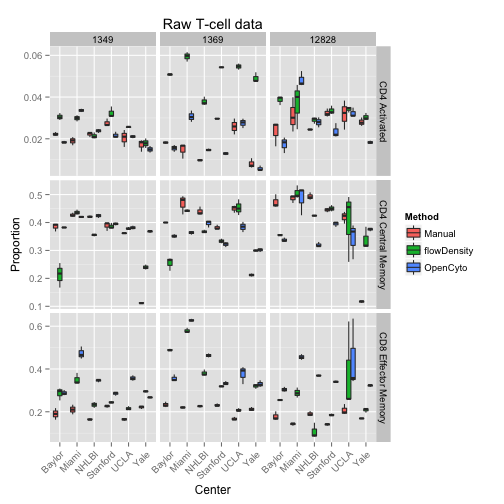 Raw T-cell data
1349 1369 12828
0.06
0.04
0.02
CD4 Activated
0.5
0.4
0.3
0.2
0.1
CD4 Central Memory
0.6
0.4
0.2
CD8 Effector Memory
Proportion
Baylor Miami NHLBI Stanford UCLA Yale Baylor Miami NHLBI Stanford UCLA Yale Baylor Miami NHLBI Stanford UCLA Yale
Center
Method
Manual
flowDensity
OpenCyto